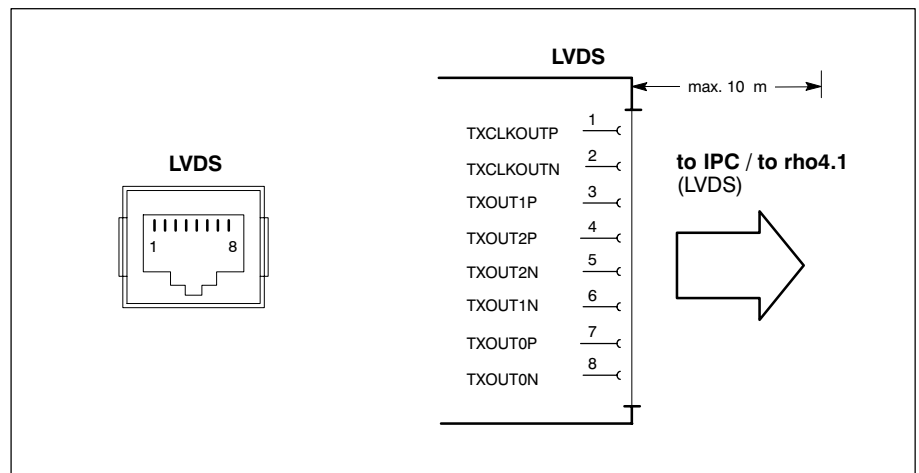 LVDS
1 8
LVDS
max. 10 m
TXCLKOUTP 1
TXCLKOUTN 2
TXOUT1P 3
TXOUT2P 4
TXOUT2N 5
TXOUT1N 6
TXOUT0P 7
TXOUT0N 8
to IPC / to rho4.1
(LVDS)